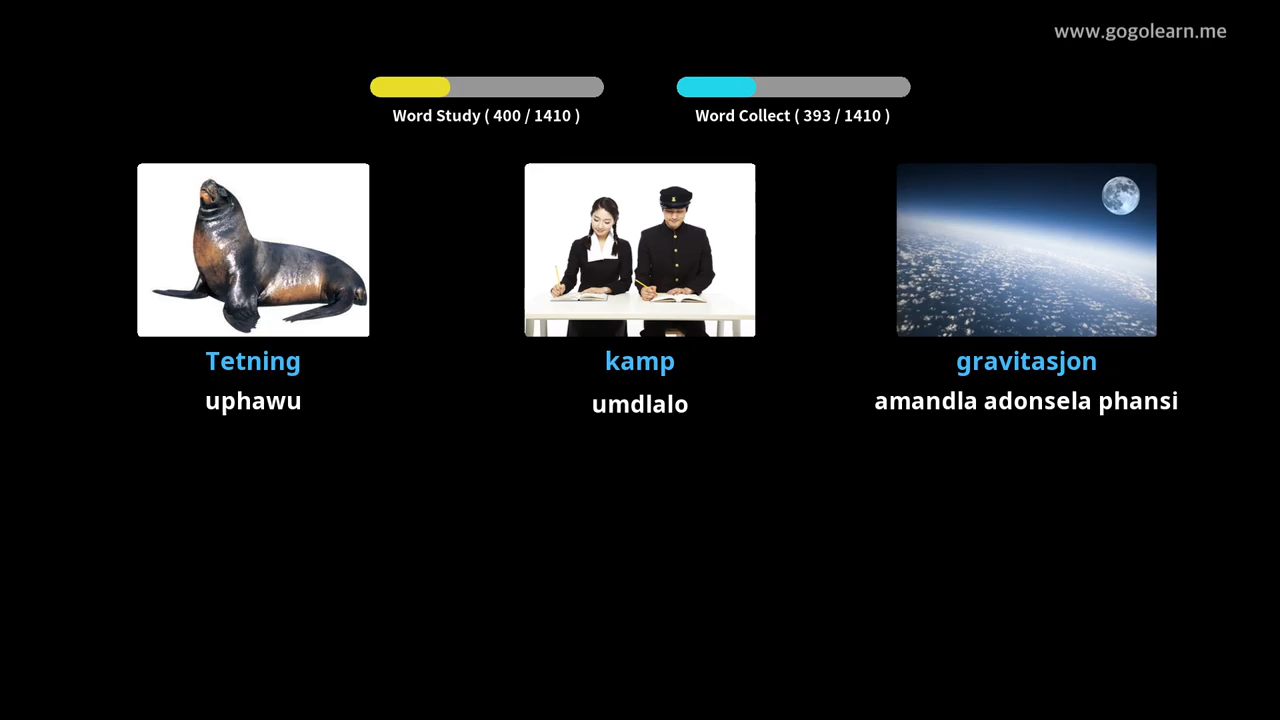 www.gogolearn.me
Word Study ( 400 / 1410 )
Word Collect ( 393 / 1410 )
Tetning
uphawu
kamp
umdlalo
gravitasjon
amandla adonsela phansi